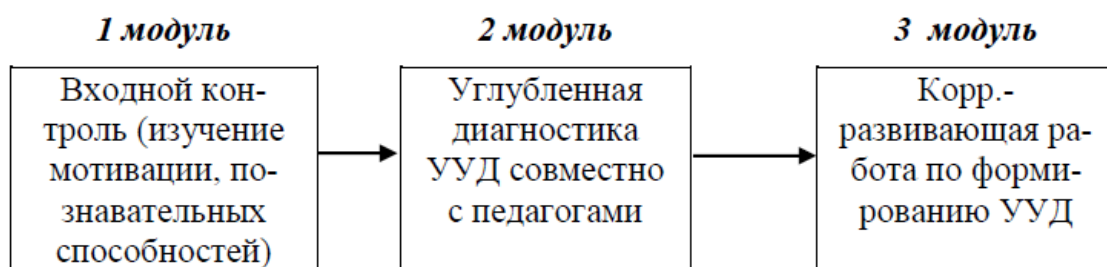 1 модуль
2 модуль
3 модуль
Входной кон-
троль (изучение
мотивации, по-
знавательных
способностей)
Углубленная
диагностика
УУД совместно
с педагогами
Корр.-
развивающая ра-
бота по форми-
рованию УУД